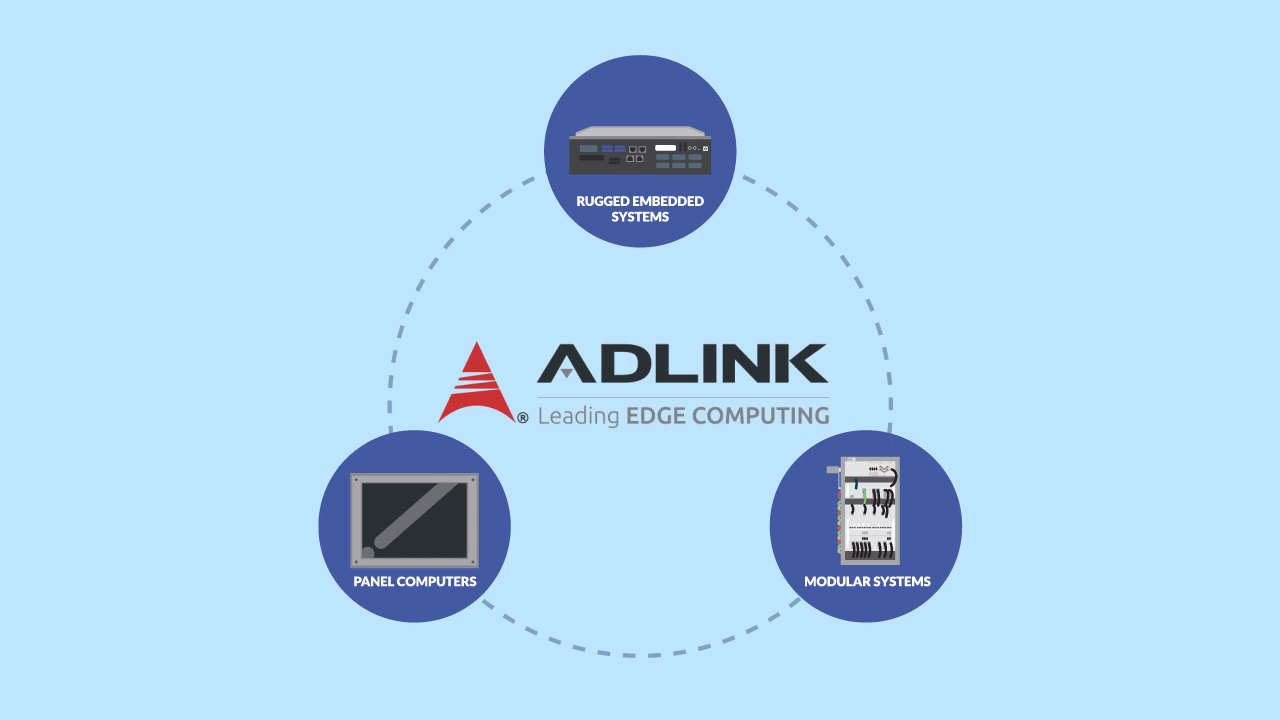 RUGGED EMBEDDED
SYSTEMS
ADLINK
® Leading EDGE COMPUTING
PANEL COMPUTERS
MODULAR SYSTEMS